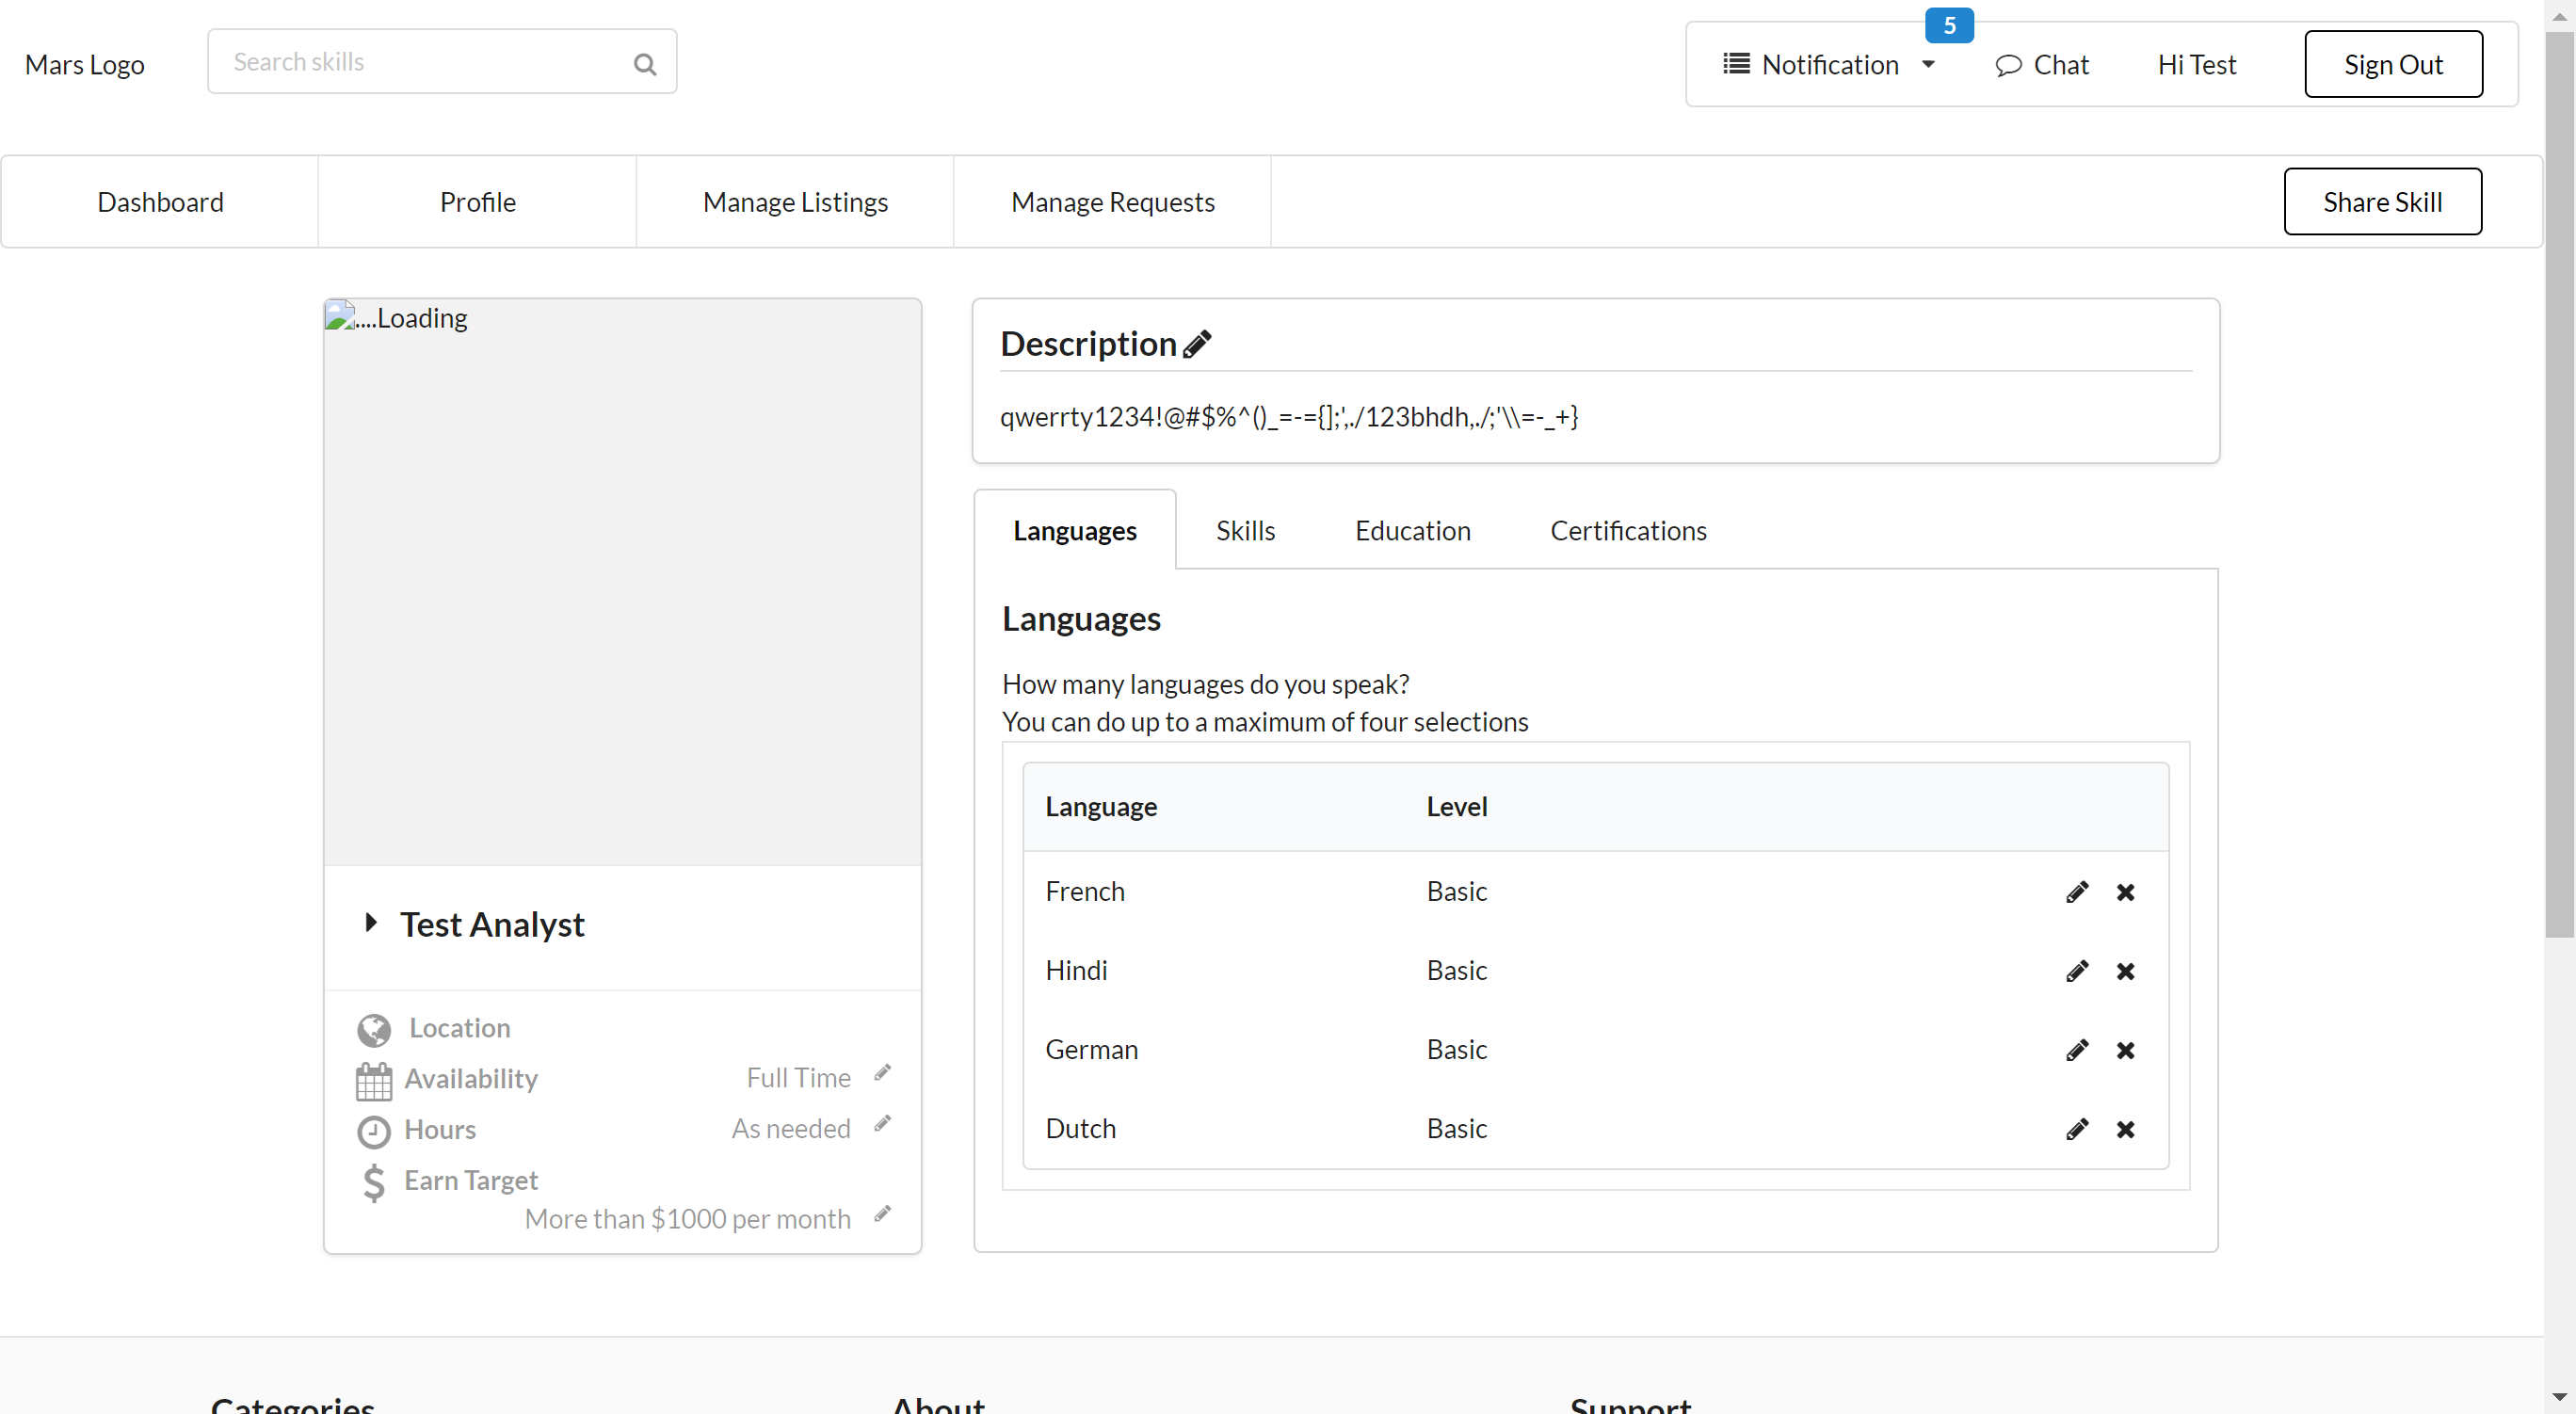 Mars Logo
Search skills
5
Notification
Chat
Hi Test
Sign Out
Dashboard
Profile
Manage Listings
Manage Requests
Share Skill
....Loading
Test Analyst
Location
Availability Full Time
Hours As needed
Earn Target
More than $1000 per month
Description
qwerrty1234!@#$%^()_=-={];',./123bhdh,./;'\\=-_+}
Languages
Skills
Education
Certifications
Languages
How many languages do you speak?
You can do up to a maximum of four selections
Language Level
French Basic
Hindi Basic
German Basic
Dutch Basic
Categories
About
Support